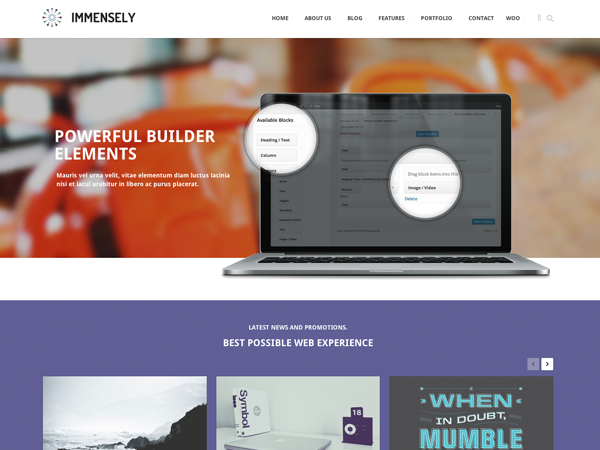 IMMENSELY
HOME ABOUT US BLOG FEATURES PORTFOLIO CONTACT WOO
POWERFUL BUILDER
ELEMENTS
Mauris vel urna velit, vitae elementum diam luctus lacinia
nisl et iacul urabitur in libero ac purus placerat.
Available Blocks
Heading / Text
Column
Drag block items into this
Image / Video
Delete
LATEST NEWS AND PROMOTIONS.
BEST POSSIBLE WEB EXPERIENCE
Symbol
18
WHEN
IN DOUBT,
MUMBLE